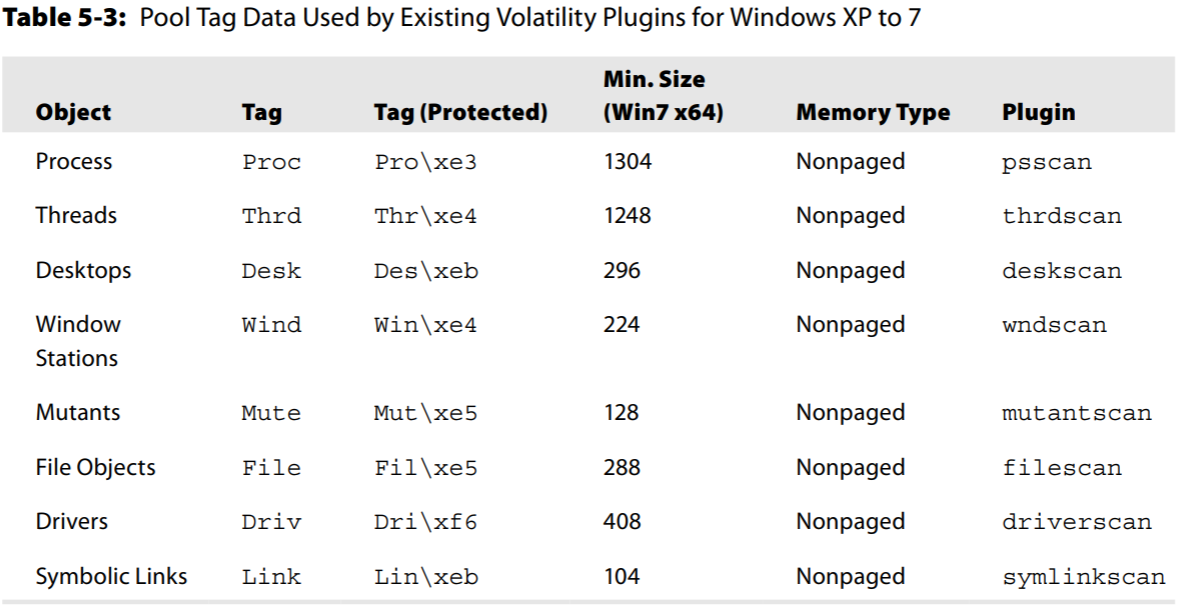 Table 5-3: Pool Tag Data Used by Existing Volatility Plugins for Windows XP to 7
Min. Size
Object Tag Tag (Protected) (Win7 x64) Memory Type Plugin
Process Proc Pro\xe3 1304 Nonpaged psscan
Threads Thrd Thr\xe4 1248 Nonpaged thrdscan
Desktops Desk Des\xeb 296 Nonpaged deskscan
Window Wind Win\xe4 224 Nonpaged wndscan
Stations
Mutants Mute Mut\xe5 128 Nonpaged mutantscan
File Objects File Fil\xe5 288 Nonpaged filescan
Drivers Driv Dri\xf6 408 Nonpaged driverscan
Symbolic Links Link Lin\xeb 104 Nonpaged symlinkscan